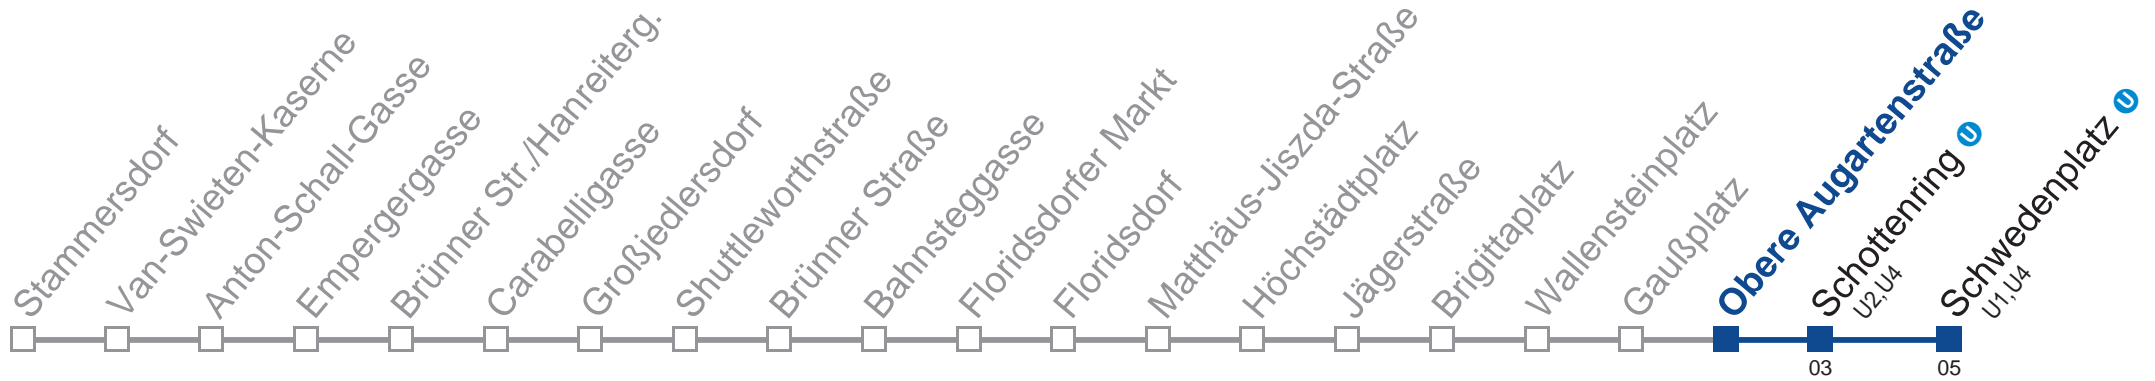 Stammersdorf
Van-Swieten-Kaserne
Anton-Schall-Gasse
Empergergasse
Brünner Str./Hanreiterg.
Carabelligasse
Großjedlersdorf
Shuttleworthstraße
Brünner Straße
Bahnsteggasse
Floridsdorfer Markt
Floridsdorf
Matthäus-Jiszda-Straße
Höchstädtplatz
Jägerstraße
Brigittaplatz
Wallensteinplatz
Gaußplatz
Obere Augartenstraße
Schottenring U
U2,U4
Schwedenplatz U
U1,U4
03
05